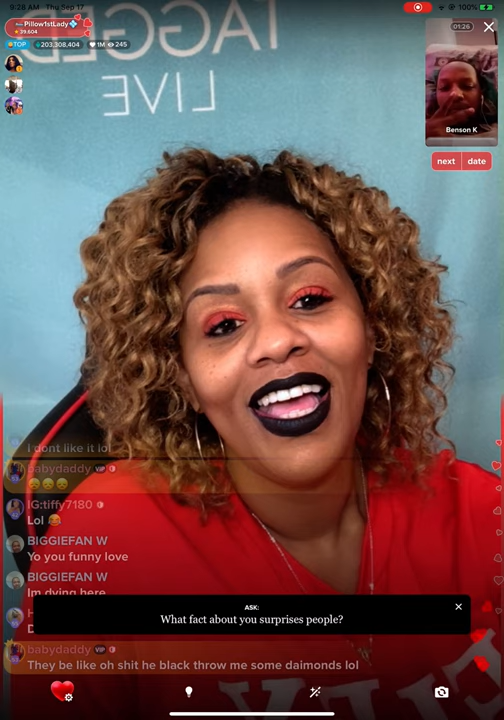 9:28 AM Thu Sep 17
100%
Pillow1stLady
39,604
TOP
203,308,404
1M
245
01:26
Benson K
next
date
TAGGED
LIVE
I dont like it lol
babydaddy VIP
IG:tiffy7180
Lol 😂
BIGGIEFAN W
Yo you funny love
BIGGIEFAN W
Im dying here
ASK:
What fact about you surprises people?
babydaddy VIP
They be like oh shit he black throw me some daimonds lol